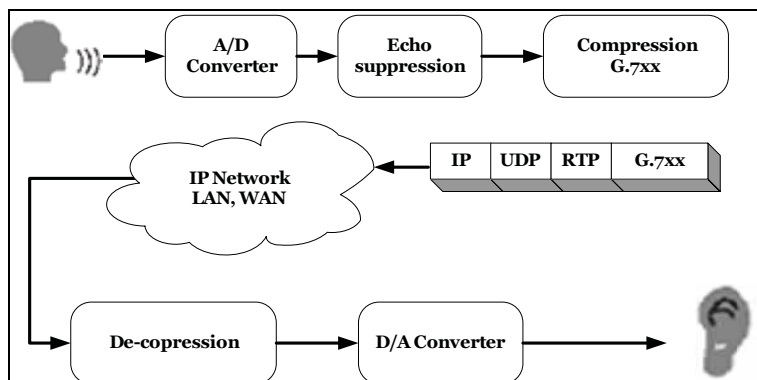 A/D
Converter
Echo
suppression
Compression
G.7xx
IP Network
LAN, WAN
IP UDP RTP G.7xx
De-copression
D/A Converter